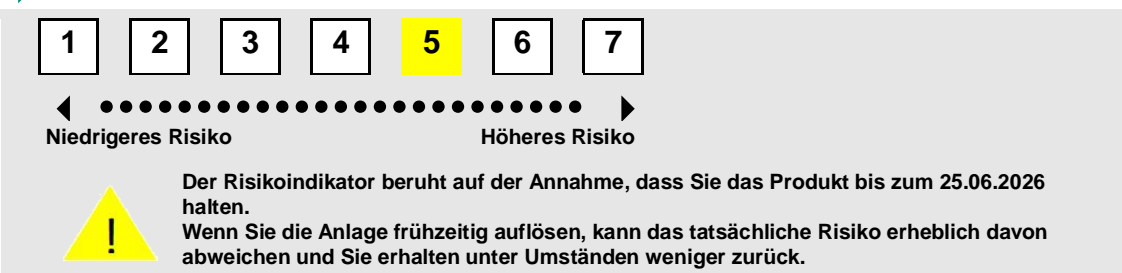 1 2 3 4 5 6 7
Niedrigeres Risiko Höheres Risiko
Der Risikoindikator beruht auf der Annahme, dass Sie das Produkt bis zum 25.06.2026
halten.
Wenn Sie die Anlage frühzeitig auflösen, kann das tatsächliche Risiko erheblich davon
abweichen und Sie erhalten unter Umständen weniger zurück.
!